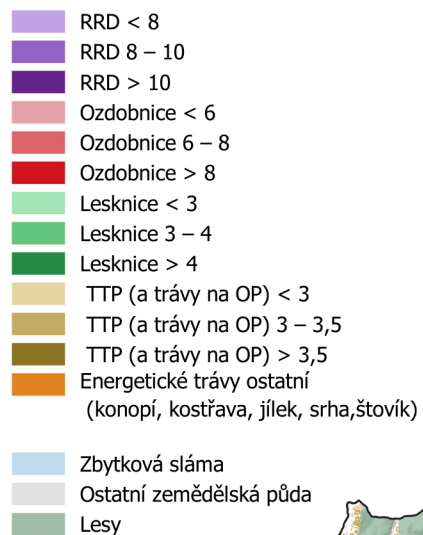 RRD < 8
RRD 8 – 10
RRD > 10
Ozdobnice < 6
Ozdobnice 6 – 8
Ozdobnice > 8
Lesknice < 3
Lesknice 3 – 4
Lesknice > 4
TTP (a trávy na OP) < 3
TTP (a trávy na OP) 3 – 3,5
TTP (a trávy na OP) > 3,5
Energetické trávy ostatní
(konopí, kostřava, jílek, srha,štovík)
Zbytková sláma
Ostatní zemědělská půda
Lesy